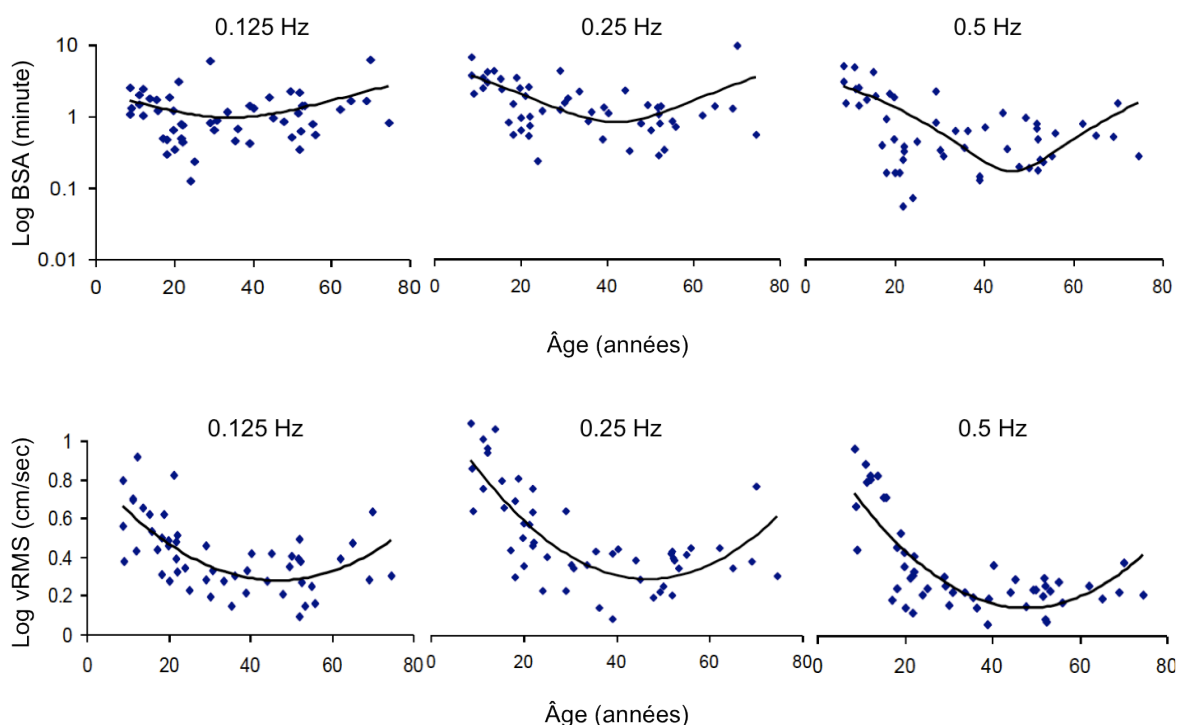 0.125 Hz 0.25 Hz 0.5 Hz
Log BSA (minute)
10
1
0.1
0.01
0 20 40 60 80 0 20 40 60 80 0 20 40 60 80
Âge (années)
0.125 Hz 0.25 Hz 0.5 Hz
Log vRMS (cm/sec)
1
0.8
0.6
0.4
0.2
0
0 20 40 60 80 0 20 40 60 80 0 20 40 60 80
Âge (années)